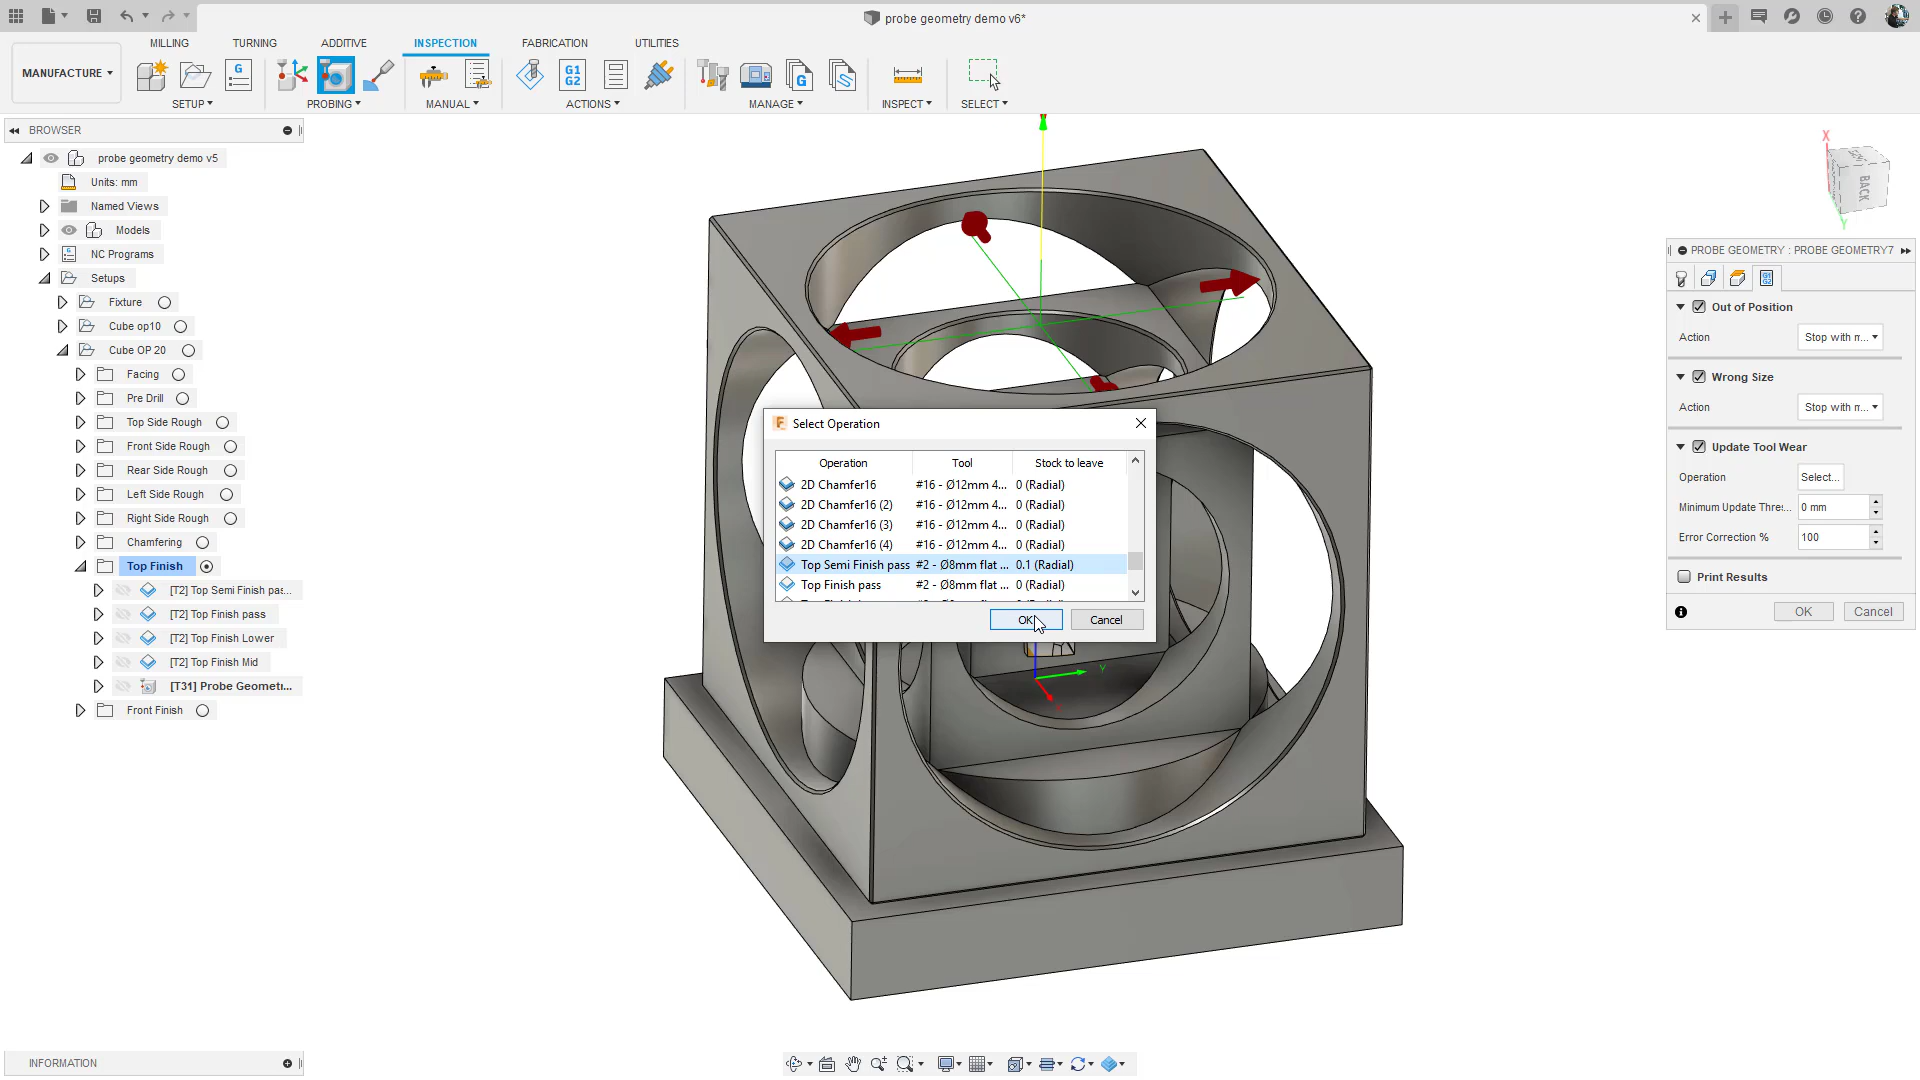 probe geometry demo v6*
MILLING TURNING ADDITIVE INSPECTION FABRICATION UTILITIES
MANUFACTURE
SETUP PROBING MANUAL ACTIONS MANAGE INSPECT SELECT
BROWSER
probe geometry demo v5
Units: mm
Named Views
Models
NC Programs
Setups
Fixture
Cube op10
Cube OP 20
Facing
Pre Drill
Top Side Rough
Front Side Rough
Rear Side Rough
Left Side Rough
Right Side Rough
Chamfering
Top Finish
[T2] Top Semi Finish pas...
[T2] Top Finish pass
[T2] Top Finish Lower
[T2] Top Finish Mid
[T31] Probe Geometr...
Front Finish
INFORMATION
Select Operation
Operation Tool Stock to leave
2D Chamfer16 #16 - Ø12mm 4... 0 (Radial)
2D Chamfer16 (2) #16 - Ø12mm 4... 0 (Radial)
2D Chamfer16 (3) #16 - Ø12mm 4... 0 (Radial)
2D Chamfer16 (4) #16 - Ø12mm 4... 0 (Radial)
Top Semi Finish pass #2 - Ø8mm flat ... 0.1 (Radial)
Top Finish pass #2 - Ø8mm flat ... 0 (Radial)
OK Cancel
Y
X
BACK
Y
PROBE GEOMETRY : PROBE GEOMETRY7
Out of Position
Action Stop with m...
Wrong Size
Action Stop with m...
Update Tool Wear
Operation Select...
Minimum Update Thre... 0 mm
Error Correction % 100
Print Results
OK Cancel